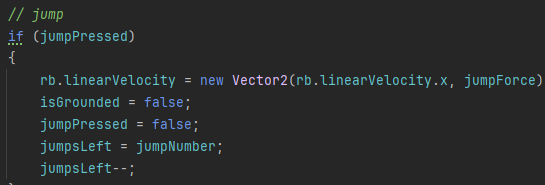 // jump
if (jumpPressed)
{
rb.linearVelocity = new Vector2(rb.linearVelocity.x, jumpForce)
isGrounded = false;
jumpPressed = false;
jumpsLeft = jumpNumber;
jumpsLeft--;